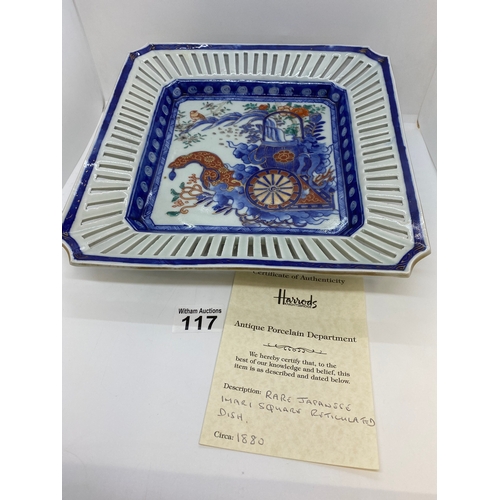 Certificate of Authenticity
Harrods
Antique Porcelain Department
We hereby certify that, to the
best of our knowledge and belief, this
item is as described and dated below.
Description: RARE JAPANESE
IMARI SQUARE RETICULATED
DISH.
Circa: 1880
Witham Auctions
117